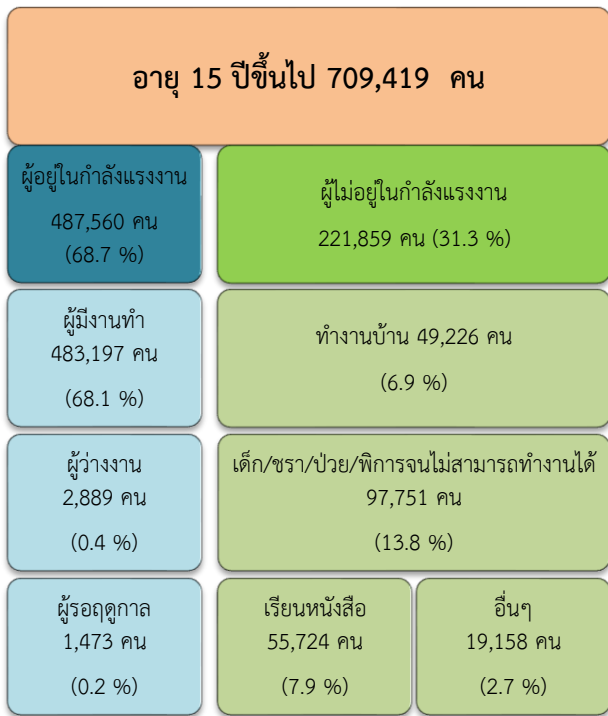 อายุ 15 ปีขึ้นไป 709,419 คน
ผู้อยู่ในกำลังแรงงาน
487,560 คน
(68.7 %)
ผู้ไม่อยู่ในกำลังแรงงาน
221,859 คน (31.3 %)
ผู้มีงานทำ
483,197 คน
(68.1 %)
ทำงานบ้าน 49,226 คน
(6.9 %)
ผู้ว่างงาน
2,889 คน
(0.4 %)
เด็ก/ชรา/ป่วย/พิการจนไม่สามารถทำงานได้
97,751 คน
(13.8 %)
ผู้รอฤดูกาล
1,473 คน
(0.2 %)
เรียนหนังสือ
55,724 คน
(7.9 %)
อื่นๆ
19,158 คน
(2.7 %)